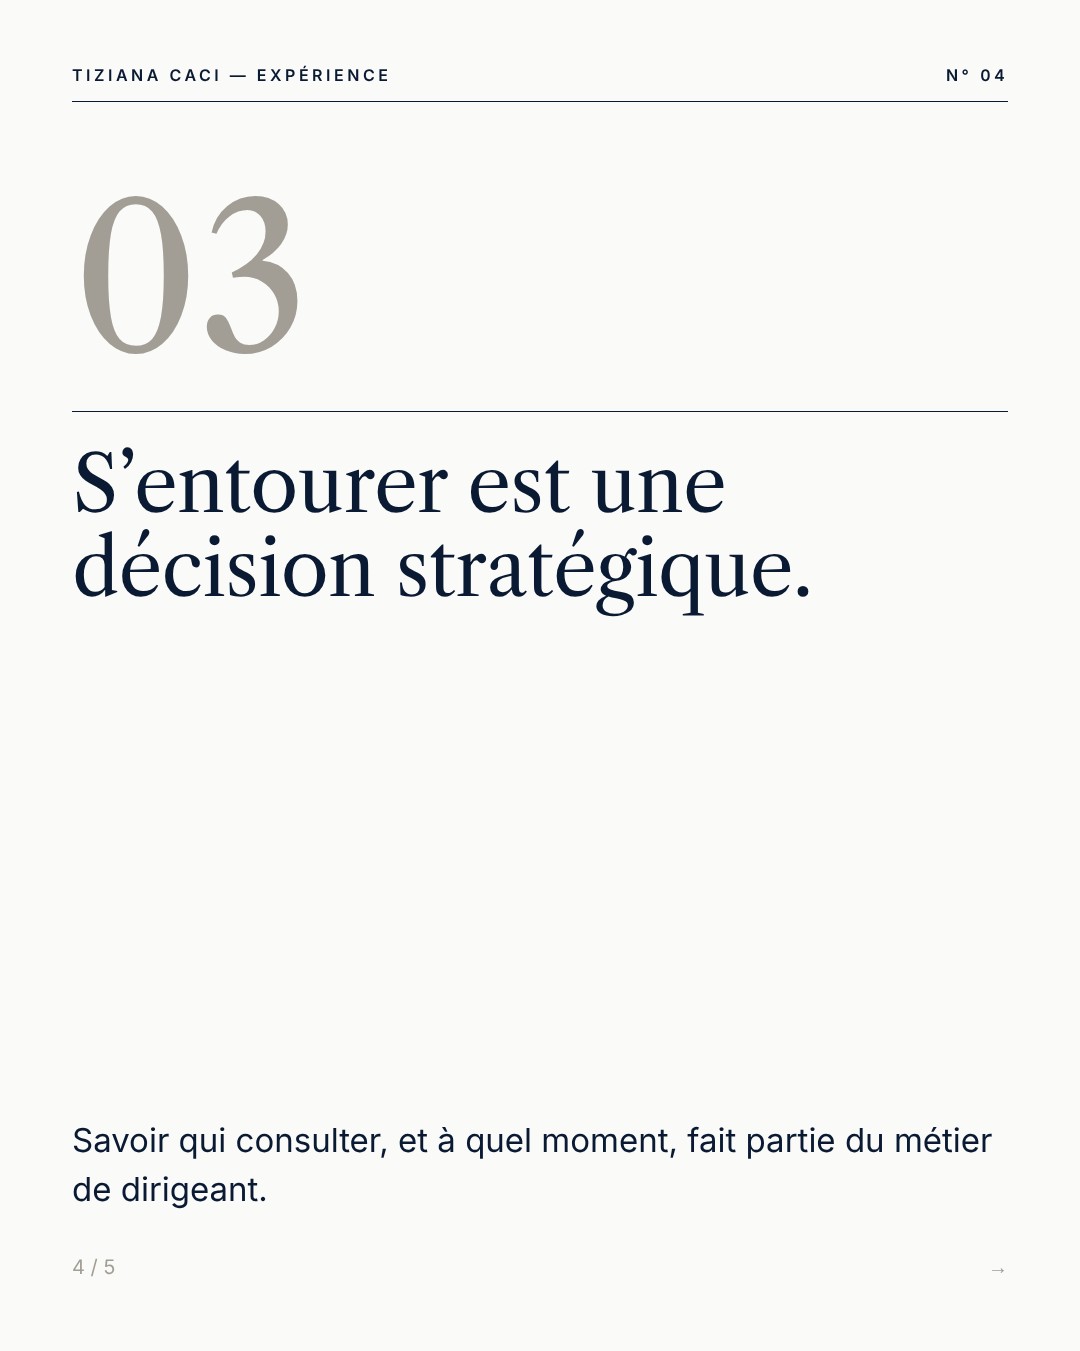 TIZIANA CACI — EXPÉRIENCE
N° 04
03
S’entourer est une
décision stratégique.
Savoir qui consulter, et à quel moment, fait partie du métier
de dirigeant.
4 / 5
→